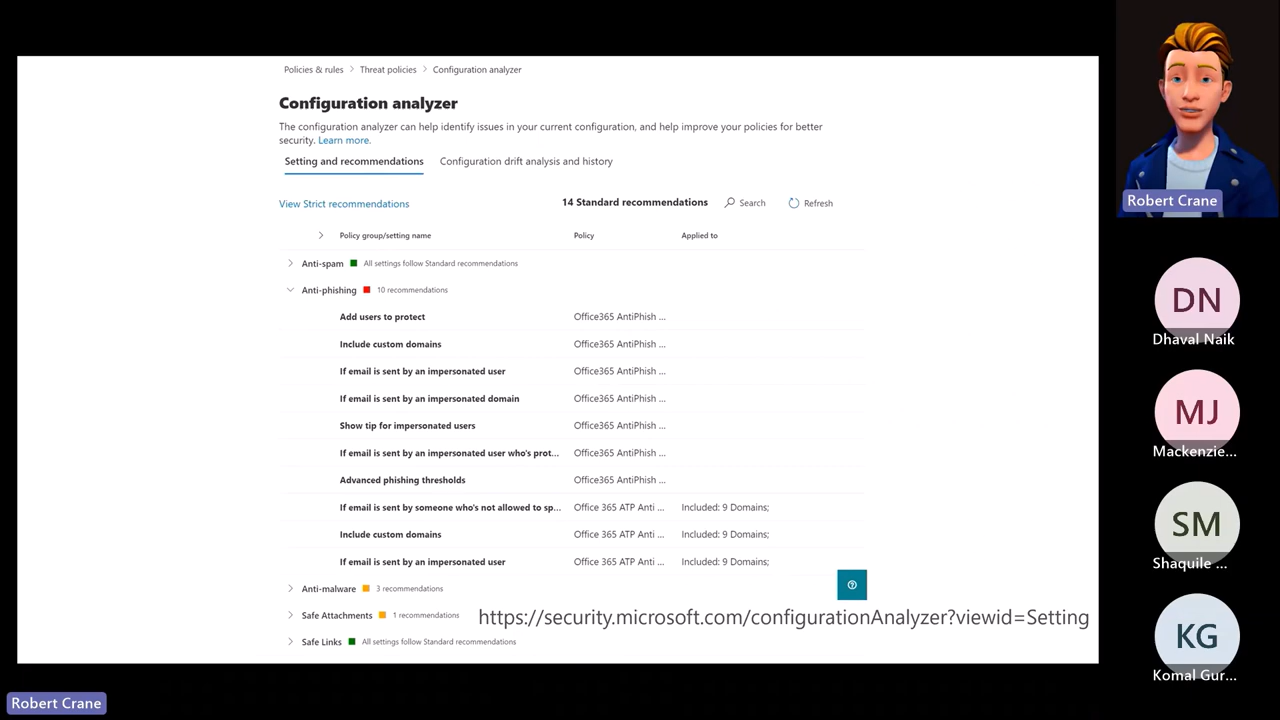 Policies & rules > Threat policies > Configuration analyzer
Configuration analyzer
The configuration analyzer can help identify issues in your current configuration, and help improve your policies for better
security. Learn more.
Setting and recommendations Configuration drift analysis and history
View Strict recommendations 14 Standard recommendations Search Refresh
Policy group/setting name Policy Applied to
Anti-spam All settings follow Standard recommendations
Anti-phishing 10 recommendations
Add users to protect Office365 AntiPhish ...
Include custom domains Office365 AntiPhish ...
If email is sent by an impersonated user Office365 AntiPhish ...
If email is sent by an impersonated domain Office365 AntiPhish ...
Show tip for impersonated users Office365 AntiPhish ...
If email is sent by an impersonated user who's prot... Office365 AntiPhish ...
Advanced phishing thresholds Office365 AntiPhish ...
If email is sent by someone who's not allowed to sp... Office 365 ATP Anti ... Included: 9 Domains;
Include custom domains Office 365 ATP Anti ... Included: 9 Domains;
If email is sent by an impersonated user Office 365 ATP Anti ... Included: 9 Domains;
Anti-malware 3 recommendations
Safe Attachments 1 recommendations
https://security.microsoft.com/configurationAnalyzer?viewid=Setting
Safe Links All settings follow Standard recommendations
Robert Crane
DN
Dhaval Naik
MJ
Mackenzie...
SM
Shaquile ...
KG
Komal Gur...
Robert Crane